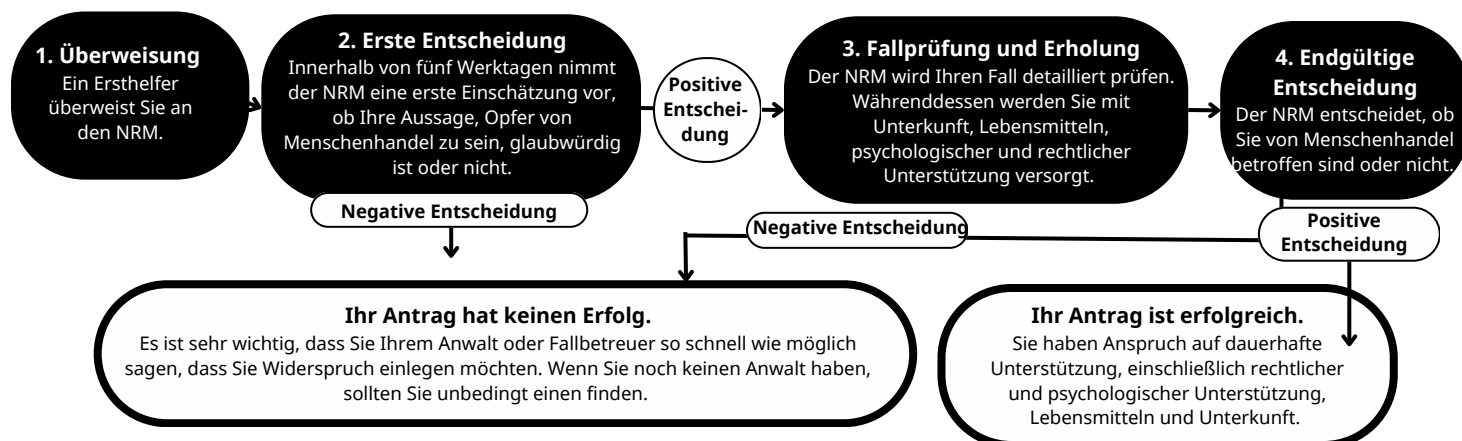 1. Überweisung
Ein Ersthelfer
überweist Sie an
den NRM.
2. Erste Entscheidung
Innerhalb von fünf Werktagen nimmt
der NRM eine erste Einschätzung vor,
ob Ihre Aussage, Opfer von
Menschenhandel zu sein, glaubwürdig
ist oder nicht.
Positive
Entschei-
dung
3. Fallprüfung und Erholung
Der NRM wird Ihren Fall detailliert prüfen.
Währenddessen werden Sie mit
Unterkunft, Lebensmitteln,
psychologischer und rechtlicher
Unterstützung versorgt.
4. Endgültige
Entscheidung
Der NRM entscheidet, ob
Sie von Menschenhandel
betroffen sind oder nicht.
Negative Entscheidung
Negative Entscheidung
Positive
Entscheidung
Ihr Antrag hat keinen Erfolg.
Es ist sehr wichtig, dass Sie Ihrem Anwalt oder Fallbetreuer so schnell wie möglich
sagen, dass Sie Widerspruch einlegen möchten. Wenn Sie noch keinen Anwalt haben,
sollten Sie unbedingt einen finden.
Ihr Antrag ist erfolgreich.
Sie haben Anspruch auf dauerhafte
Unterstützung, einschließlich rechtlicher
und psychologischer Unterstützung,
Lebensmitteln und Unterkunft.